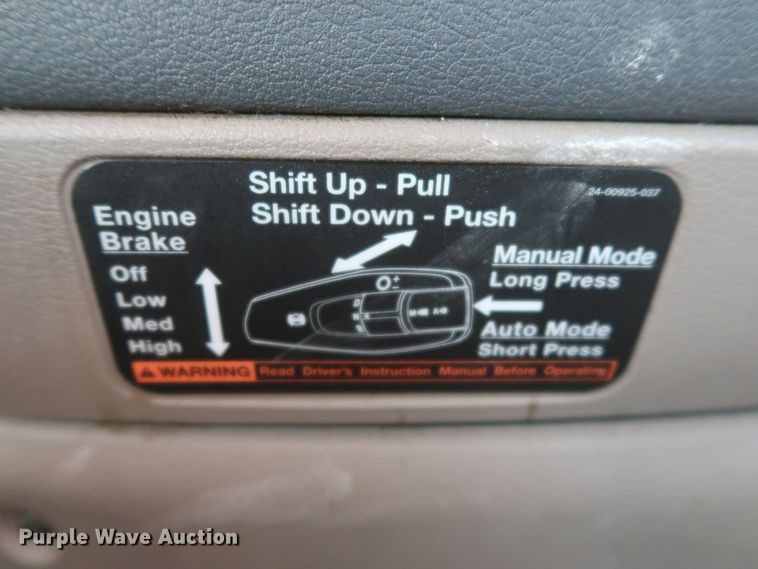 Shift Up - Pull
Shift Down - Push
24-00925-037
Engine
Brake
Off
Low
Med
High
Manual Mode
Long Press
Auto Mode
Short Press
WARNING Read Driver's Instruction Manual Before Operating
Purple Wave Auction